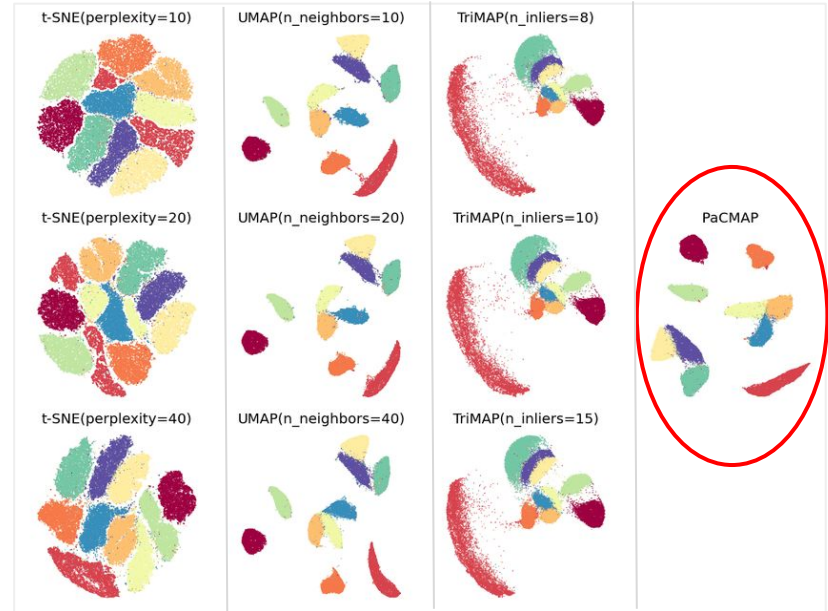 t-SNE(perplexity=10)
UMAP(n_neighbors=10)
TriMAP(n_inliers=8)
t-SNE(perplexity=20)
UMAP(n_neighbors=20)
TriMAP(n_inliers=10)
PaCMAP
t-SNE(perplexity=40)
UMAP(n_neighbors=40)
TriMAP(n_inliers=15)